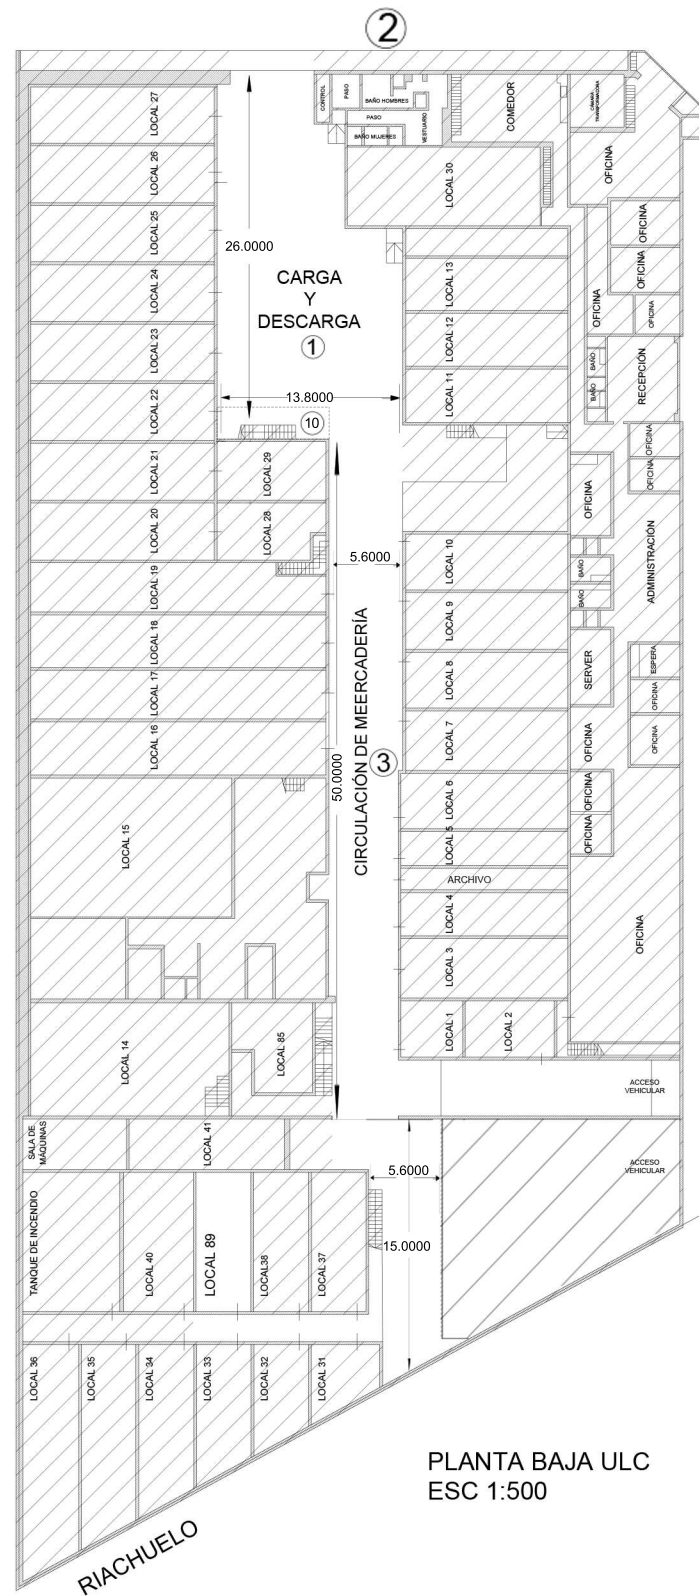 2
LOCAL 27
CONTROL
PASO
BAÑO HOMBRES
PASO
BAÑO MUJERES
VESTUARIO
COMEDOR
CÁMARA
TRANSFORMADORA
LOCAL 26
LOCAL 30
OFICINA
LOCAL 25
OFICINA
26.0000
LOCAL 24
CARGA
Y
DESCARGA
1
LOCAL 13
OFICINA
OFICINA
OFICINA
LOCAL 23
LOCAL 12
BAÑO
RECEPCIÓN
LOCAL 22
13.8000
LOCAL 11
BAÑO
10
LOCAL 21
LOCAL 29
OFICINA
OFICINA
OFICINA
LOCAL 20
LOCAL 28
LOCAL 10
ADMINISTRACIÓN
5.6000
LOCAL 19
BAÑO
BAÑO
LOCAL 9
LOCAL 18
CIRCULACIÓN DE MEERCADERÍA
LOCAL 8
SERVER
ESPERA
LOCAL 17
OFICINA
LOCAL 16
LOCAL 7
OFICINA
OFICINA
3
50.0000
LOCAL 6
OFICINA
LOCAL 15
LOCAL 5
OFICINA
ARCHIVO
LOCAL 4
OFICINA
LOCAL 3
LOCAL 1
LOCAL 2
LOCAL 14
LOCAL 85
ACCESO
VEHICULAR
SALA DE
MÁQUINAS
LOCAL 41
5.6000
ACCESO
VEHICULAR
TANQUE DE INCENDIO
LOCAL 40
LOCAL 89
LOCAL38
LOCAL 37
15.0000
LOCAL 36
LOCAL 35
LOCAL 34
LOCAL 33
LOCAL 32
LOCAL 31
PLANTA BAJA ULC
ESC 1:500
RIACHUELO